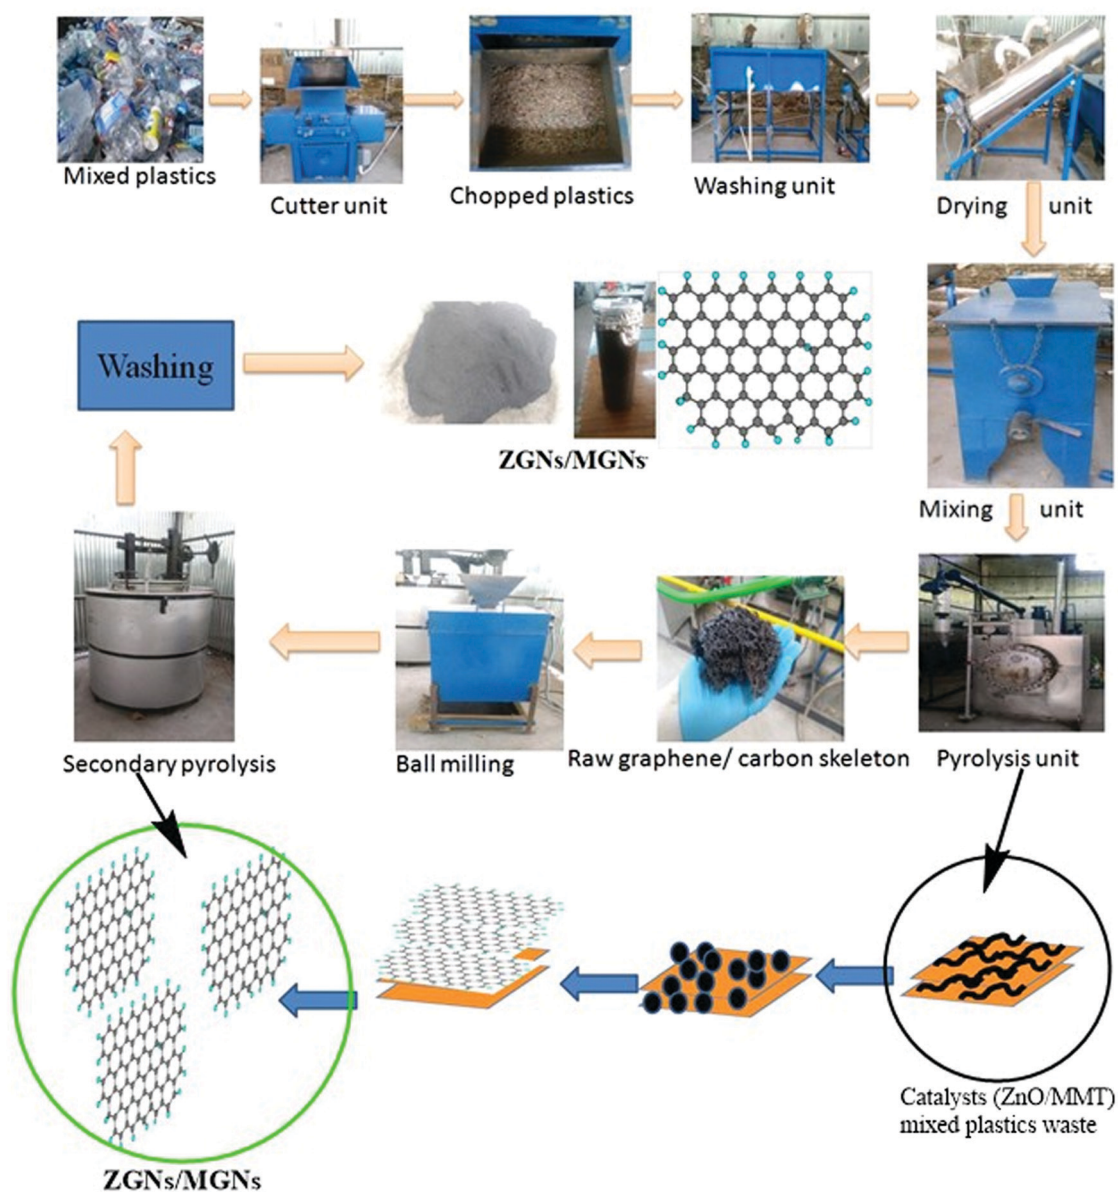 Mixed plastics
Cutter unit
Chopped plastics
Washing unit
Drying unit
Washing
ZGNs/MGNs
Mixing unit
Secondary pyrolysis
Ball milling
Raw graphene/ carbon skeleton
Pyrolysis unit
Catalysts (ZnO/MMT)
mixed plastics waste
ZGNs/MGNs